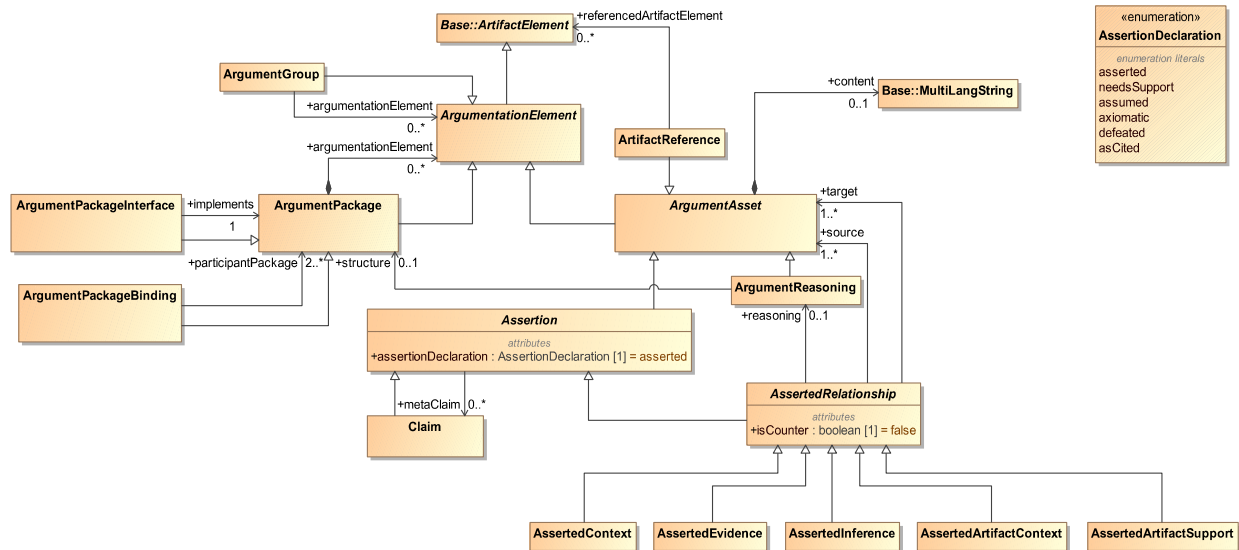 Base::ArtifactElement
+referencedArtifactElement
0..*
«enumeration»
AssertionDeclaration
enumeration literals
asserted
needsSupport
assumed
axiomatic
defeated
asCited
ArgumentGroup
+argumentationElement
0..*
ArgumentationElement
+content
0..1
Base::MultiLangString
ArtifactReference
+argumentationElement
0..*
ArgumentPackageInterface
+implements
1
ArgumentPackage
ArgumentAsset
+target
1..*
+source
1..*
+participantPackage
2..*
+structure
0..1
ArgumentPackageBinding
ArgumentReasoning
+reasoning
0..1
Assertion
attributes
+assertionDeclaration : AssertionDeclaration [1] = asserted
+metaClaim
0..*
Claim
AssertedRelationship
attributes
+isCounter : boolean [1] = false
AssertedContext
AssertedEvidence
AssertedInference
AssertedArtifactContext
AssertedArtifactSupport